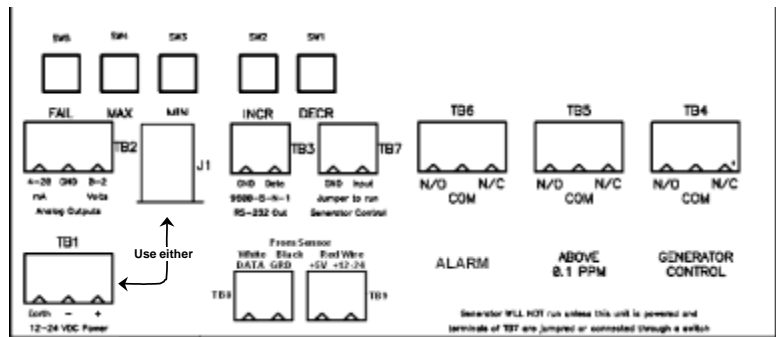 SW5 SW4 SW3 SW2 SW1
FAIL MAX MIN INCR DECR
TB6 TB5 TB4
TB2 J1 TB3 TB7
4-20 GND 0-2
mA Volts
Analog Outputs
GND Data
9600-8-N-1
RS-232 Out
GND Input
Jumper to run
Generator Control
N/O N/C
COM
N/O N/C
COM
N/O N/C
COM
TB1
Use either
From Sensor
White Black Red Wire
DATA GRD +5V +12-24
TB8 TB9
ALARM
ABOVE
0.1 PPM
GENERATOR
CONTROL
Earth - +
12-24 VDC Power
Generator WILL NOT run unless this unit is powered and
terminals of TB7 are jumpered or connected through a switch